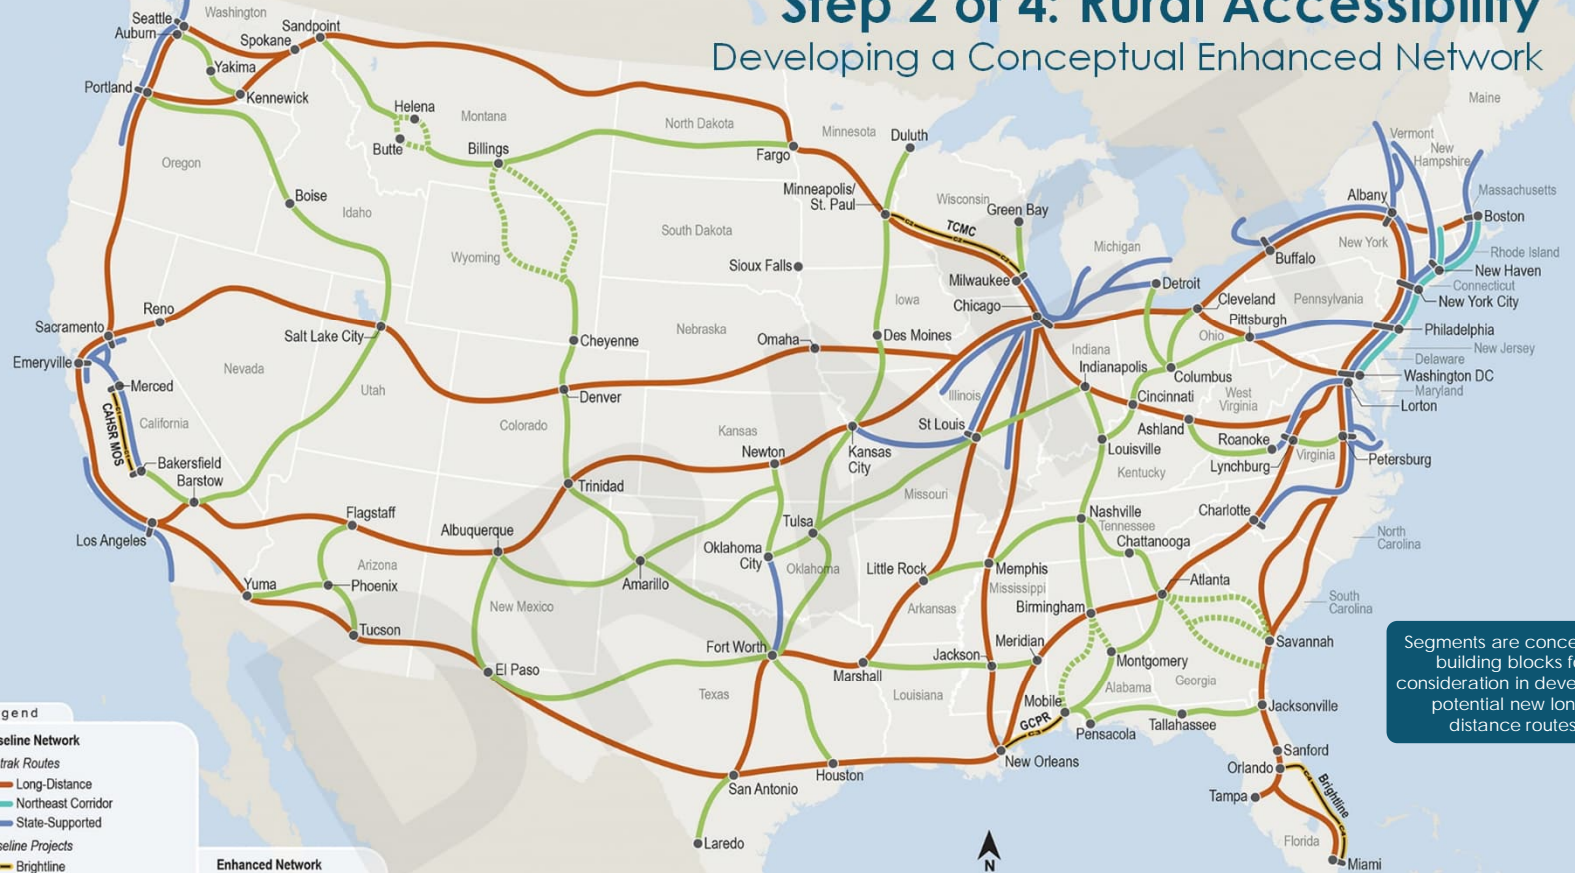 Step 2 of 4: Rural Accessibility
Developing a Conceptual Enhanced Network
Seattle
Washington
Auburn
Spokane
Sandpoint
Yakima
Portland
Kennewick
Helena
Montana
Butte
Billings
North Dakota
Fargo
Minnesota
Duluth
Maine
Vermont
New
Hampshire
Oregon
Boise
Idaho
Minneapolis/
St. Paul
Wisconsin
Green Bay
TCMC
Albany
Massachusetts
Boston
South Dakota
Michigan
New York
Buffalo
Rhode Island
Wyoming
Sioux Falls
Milwaukee
Detroit
New Haven
Connecticut
New York City
Iowa
Chicago
Cleveland
Pennsylvania
Reno
Sacramento
Salt Lake City
Nebraska
Cheyenne
Omaha
Des Moines
Pittsburgh
Ohio
Philadelphia
New Jersey
Emeryville
Nevada
Indiana
Indianapolis
Columbus
Delaware
Washington DC
Maryland
Merced
Utah
Denver
Illinois
Cincinnati
West
Virginia
Lorton
CAHSR MOS
California
Colorado
Kansas
St Louis
Ashland
Roanoke
Newton
Kansas
City
Louisville
Lynchburg
Virginia
Petersburg
Bakersfield
Barstow
Trinidad
Missouri
Kentucky
Flagstaff
Albuquerque
Tulsa
Nashville
Tennessee
Charlotte
Los Angeles
Oklahoma
City
Chattanooga
North
Carolina
Arizona
Oklahoma
Little Rock
Memphis
Yuma
Phoenix
Amarillo
Mississippi
Atlanta
New Mexico
Arkansas
Birmingham
South
Carolina
Tucson
Fort Worth
Meridian
Jackson
Savannah
El Paso
Marshall
Montgomery
Texas
Louisiana
Alabama
Georgia
Mobile
Jacksonville
GCPR
Pensacola
Tallahassee
New Orleans
Sanford
Houston
San Antonio
Orlando
Tampa
Brightline
Laredo
Florida
Miami
N
Segments are conce
building blocks f
consideration in deve
potential new lon
distance routes
gend
seline Network
trak Routes
Long-Distance
Northeast Corridor
State-Supported
seline Projects
Brightline
Enhanced Network
DRAFT